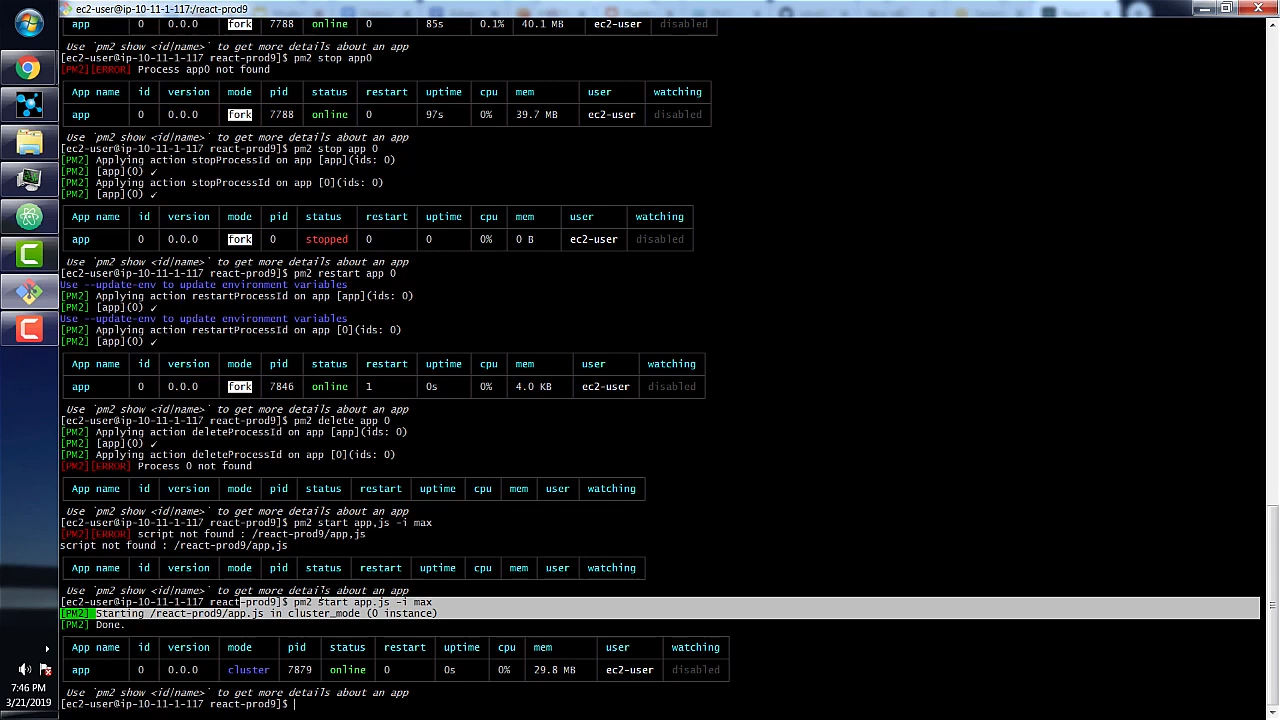 ec2-user@ip-10-11-1-117:/react-prod9
app 0 0.0.0 fork 7788 online 0 85s 0.1% 40.1 MB ec2-user disabled
Use `pm2 show <id|name>` to get more details about an app
[ec2-user@ip-10-11-1-117 react-prod9]$ pm2 stop app0
[PM2][ERROR] Process app0 not found
App name id version mode pid status restart uptime cpu mem user watching
app 0 0.0.0 fork 7788 online 0 97s 0% 39.7 MB ec2-user disabled
Use `pm2 show <id|name>` to get more details about an app
[ec2-user@ip-10-11-1-117 react-prod9]$ pm2 stop app 0
[PM2] Applying action stopProcessId on app [app](ids: 0)
[PM2] [app](0) ✓
[PM2] Applying action stopProcessId on app [0](ids: 0)
[PM2] [app](0) ✓
App name id version mode pid status restart uptime cpu mem user watching
app 0 0.0.0 fork 0 stopped 0 0 0% 0 B ec2-user disabled
Use `pm2 show <id|name>` to get more details about an app
[ec2-user@ip-10-11-1-117 react-prod9]$ pm2 restart app 0
Use --update-env to update environment variables
[PM2] Applying action restartProcessId on app [app](ids: 0)
[PM2] [app](0) ✓
Use --update-env to update environment variables
[PM2] Applying action restartProcessId on app [0](ids: 0)
[PM2] [app](0) ✓
App name id version mode pid status restart uptime cpu mem user watching
app 0 0.0.0 fork 7846 online 1 0s 0% 4.0 KB ec2-user disabled
Use `pm2 show <id|name>` to get more details about an app
[ec2-user@ip-10-11-1-117 react-prod9]$ pm2 delete app 0
[PM2] Applying action deleteProcessId on app [app](ids: 0)
[PM2] [app](0) ✓
[PM2] Applying action deleteProcessId on app [0](ids: 0)
[PM2][ERROR] Process 0 not found
App name id version mode pid status restart uptime cpu mem user watching
Use `pm2 show <id|name>` to get more details about an app
[ec2-user@ip-10-11-1-117 react-prod9]$ pm2 start app,js -i max
[PM2][ERROR] script not found : /react-prod9/app,js
script not found : /react-prod9/app,js
App name id version mode pid status restart uptime cpu mem user watching
Use `pm2 show <id|name>` to get more details about an app
[ec2-user@ip-10-11-1-117 react-prod9]$ pm2 start app.js -i max
[PM2] Starting /react-prod9/app.js in cluster_mode (0 instance)
[PM2] Done.
App name id version mode pid status restart uptime cpu mem user watching
app 0 0.0.0 cluster 7879 online 0 0s 0% 29.8 MB ec2-user disabled
Use `pm2 show <id|name>` to get more details about an app
[ec2-user@ip-10-11-1-117 react-prod9]$
7:46 PM
3/21/2019